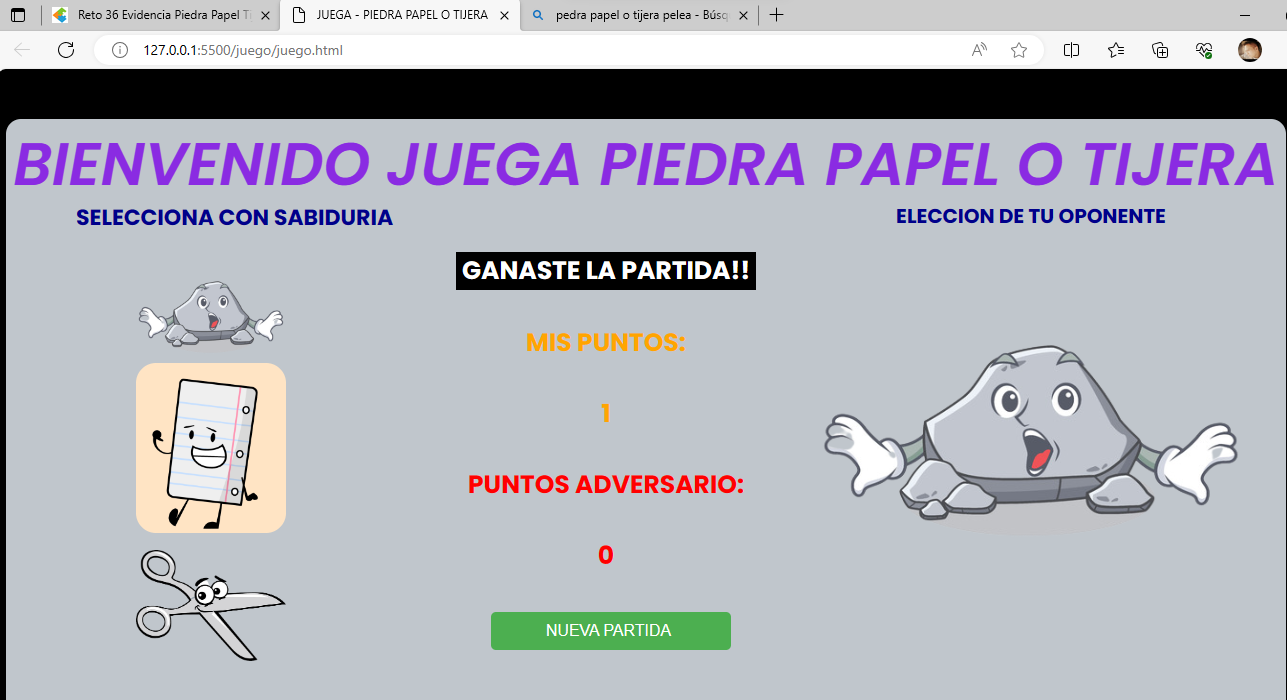 Reto 36 Evidencia Piedra Papel T
JUEGA - PIEDRA PAPEL O TIJERA
pedra papel o tijera pelea - Búsq
127.0.0.1:5500/juego/juego.html
BIENVENIDO JUEGA PIEDRA PAPEL O TIJERA
SELECCIONA CON SABIDURIA
ELECCION DE TU OPONENTE
GANASTE LA PARTIDA!!
MIS PUNTOS:
1
PUNTOS ADVERSARIO:
0
NUEVA PARTIDA